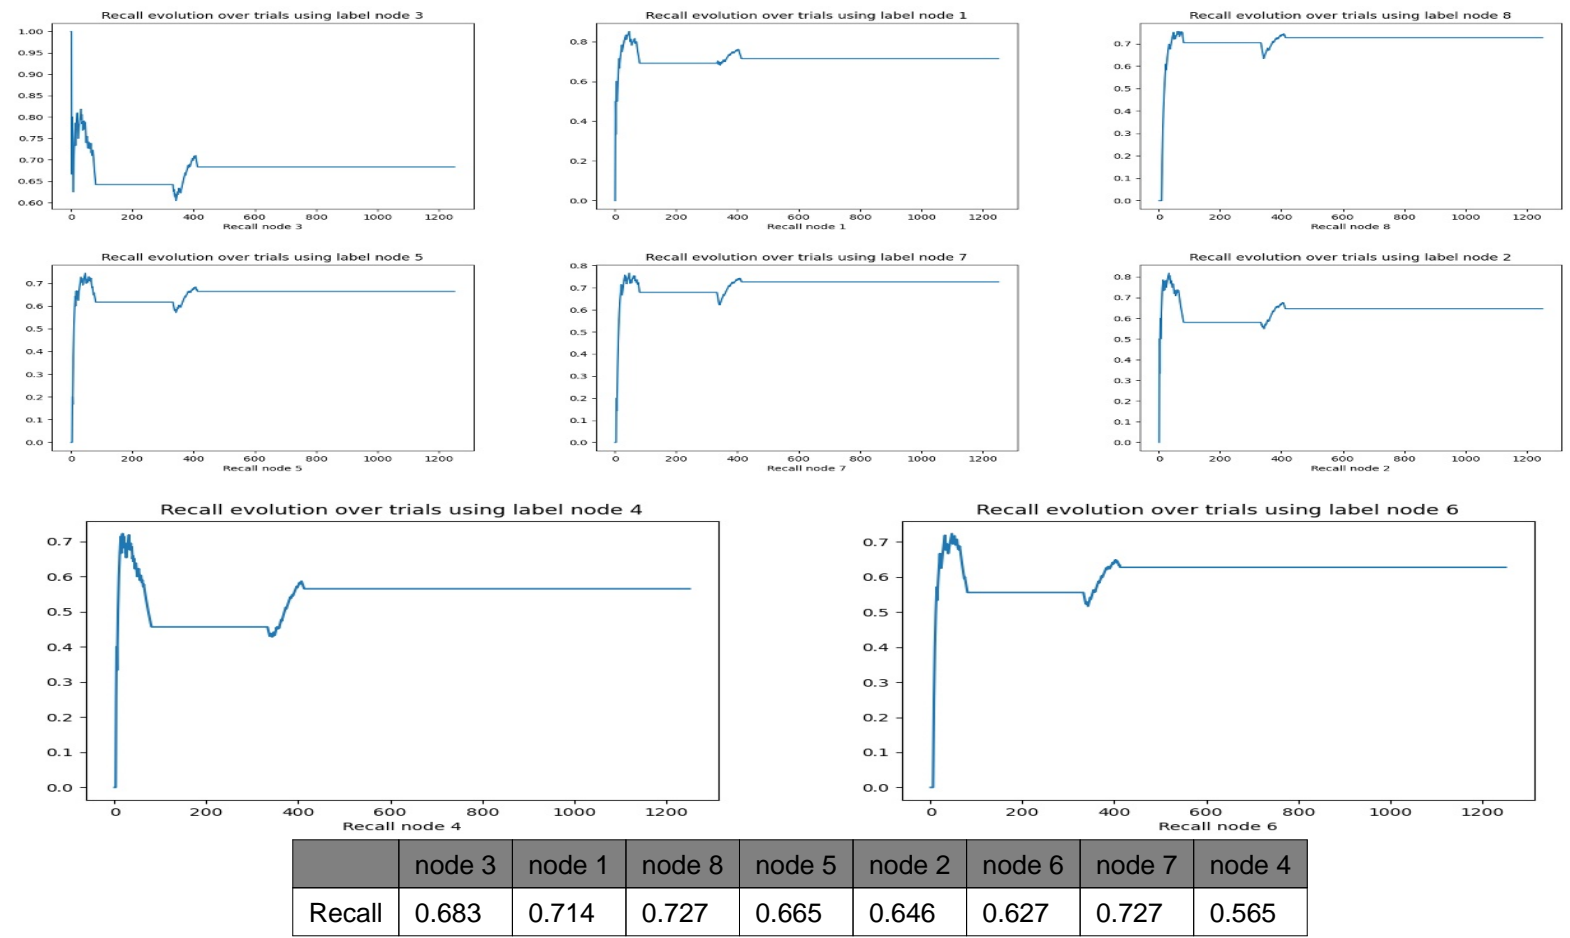 Recall evolution over trials using label node 3
1.00
0.95
0.90
0.85
0.80
0.75
0.70
0.65
0.60
0 200 400 600 800 1000 1200
Recall node 3
Recall evolution over trials using label node 1
0.8
0.6
0.4
0.2
0.0
0 200 400 600 800 1000 1200
Recall node 1
Recall evolution over trials using label node 8
0.7
0.6
0.5
0.4
0.3
0.2
0.1
0.0
0 200 400 600 800 1000 1200
Recall node 8
Recall evolution over trials using label node 5
0.7
0.6
0.5
0.4
0.3
0.2
0.1
0.0
0 200 400 600 800 1000 1200
Recall node 5
Recall evolution over trials using label node 7
0.8
0.7
0.6
0.5
0.4
0.3
0.2
0.1
0.0
0 200 400 600 800 1000 1200
Recall node 7
Recall evolution over trials using label node 2
0.8
0.7
0.6
0.5
0.4
0.3
0.2
0.1
0.0
0 200 400 600 800 1000 1200
Recall node 2
Recall evolution over trials using label node 4
0.7
0.6
0.5
0.4
0.3
0.2
0.1
0.0
0 200 400 600 800 1000 1200
Recall node 4
Recall evolution over trials using label node 6
0.7
0.6
0.5
0.4
0.3
0.2
0.1
0.0
0 200 400 600 800 1000 1200
Recall node 6
node 3 node 1 node 8 node 5 node 2 node 6 node 7 node 4
Recall 0.683 0.714 0.727 0.665 0.646 0.627 0.727 0.565